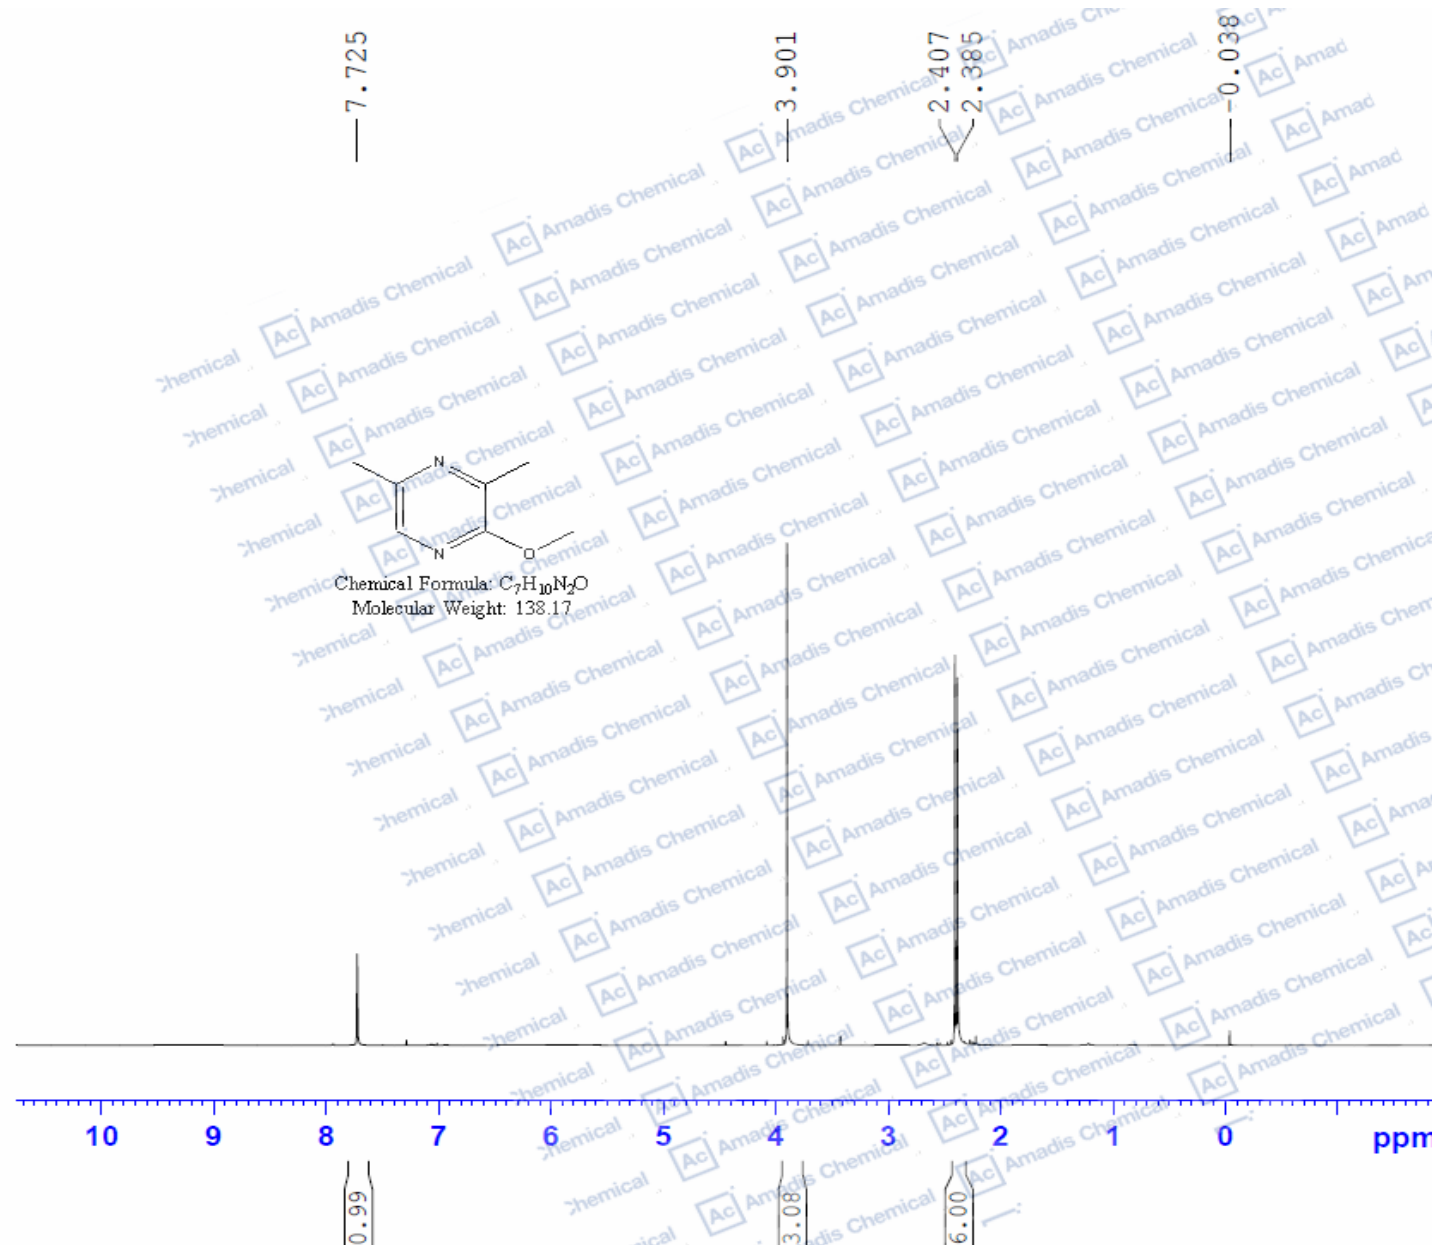 7.725
3.901
2.407
2.385
-0.038
N
N
O
Chemical Formula: C₇H₁₀N₂O
Molecular Weight: 138.17
10 9 8 7 6 5 4 3 2 1 0 ppm
0.99
3.08
6.00
Ac Amadis Chemical